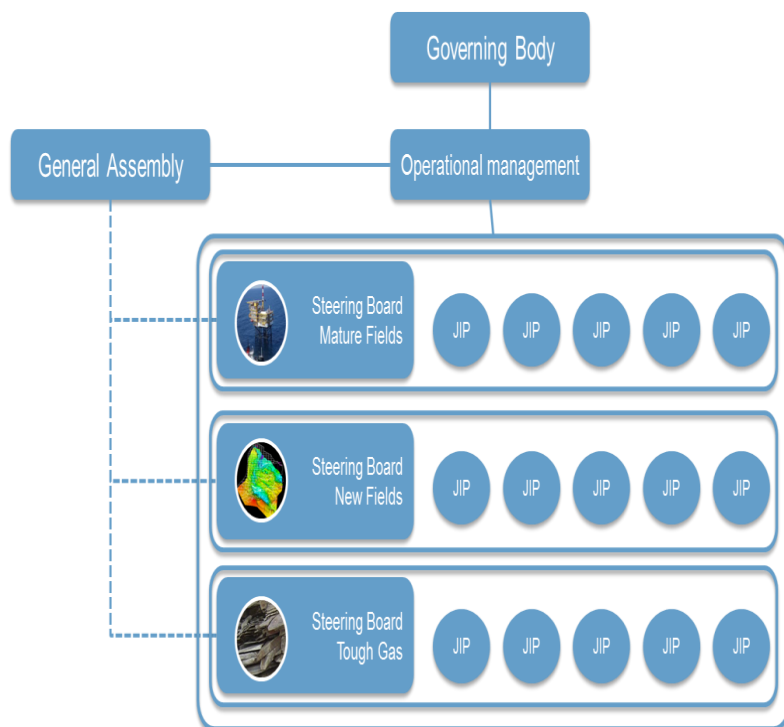 Governing Body
General Assembly
Operational management
Steering Board
Mature Fields
JIP JIP JIP JIP JIP
Steering Board
New Fields
JIP JIP JIP JIP JIP
Steering Board
Tough Gas
JIP JIP JIP JIP JIP